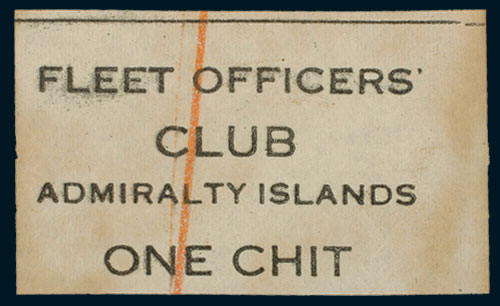 FLEET OFFICERS'
CLUB
ADMIRALTY ISLANDS
ONE CHIT